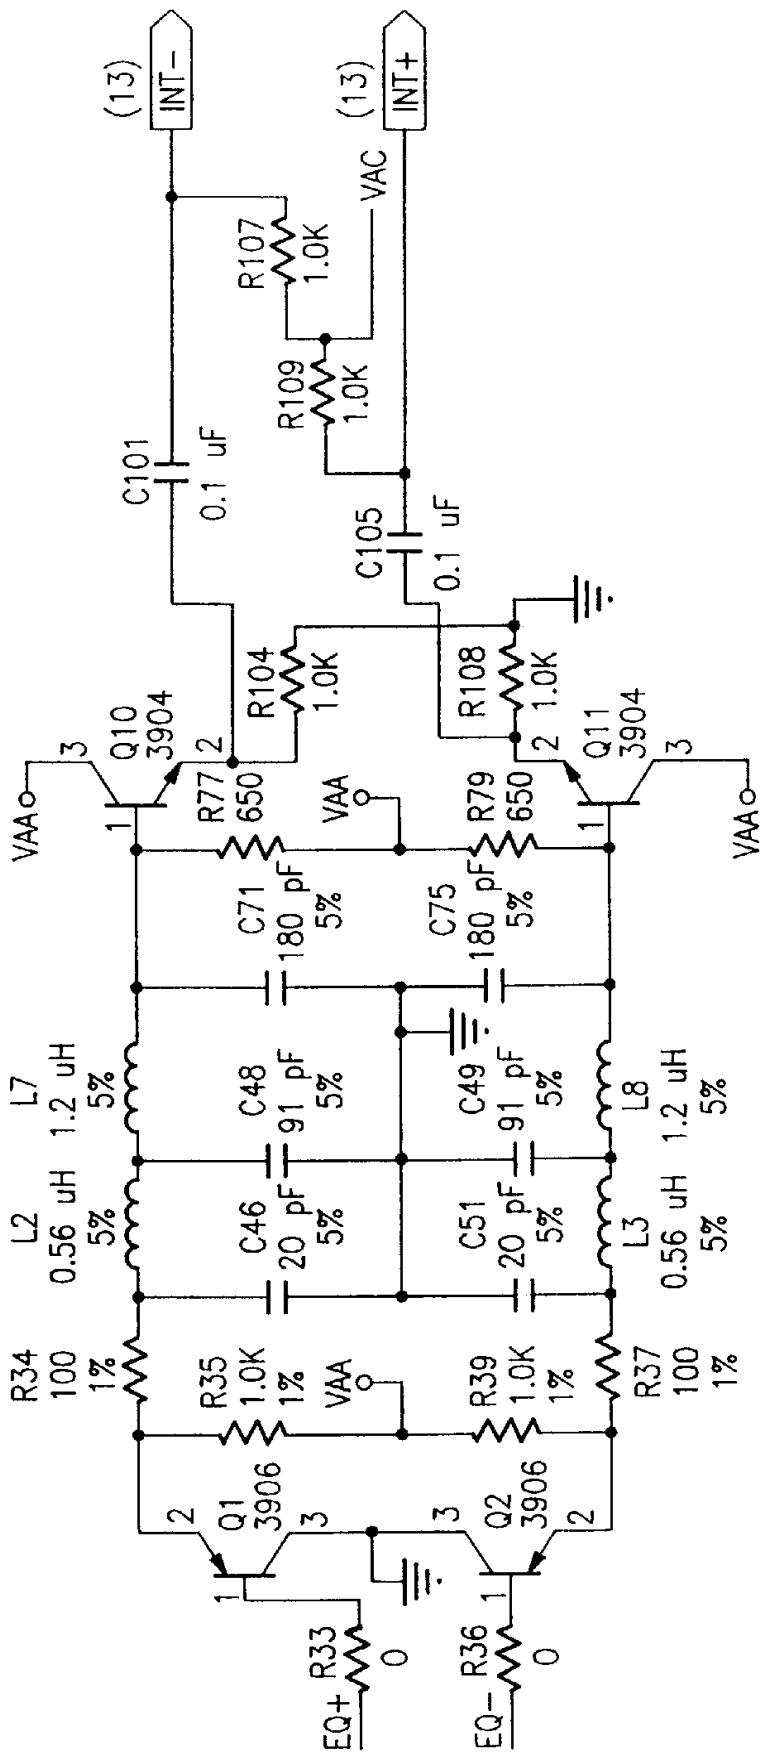 EQ+
R33
0
EQ-
R36
0
1
2
Q1
3906
3
1
3
Q2
3906
2
R34
100
1%
R35
1.0K
1%
VAA
R39
1.0K
1%
R37
100
1%
L2
0.56 uH
5%
C46
20 pF
5%
C51
20 pF
5%
L3
0.56 uH
5%
L7
1.2 uH
5%
C48
91 pF
5%
C49
91 pF
5%
L8
1.2 uH
5%
C71
180 pF
5%
C75
180 pF
5%
R77
650
VAA
R79
650
VAA
3
Q10
3904
1
2
R104
1.0K
R108
1.0K
2
Q11
3904
1
3
VAA
C101
0.1 uF
C105
0.1 uF
R109
1.0K
R107
1.0K
VAC
(13)
INT-
(13)
INT+